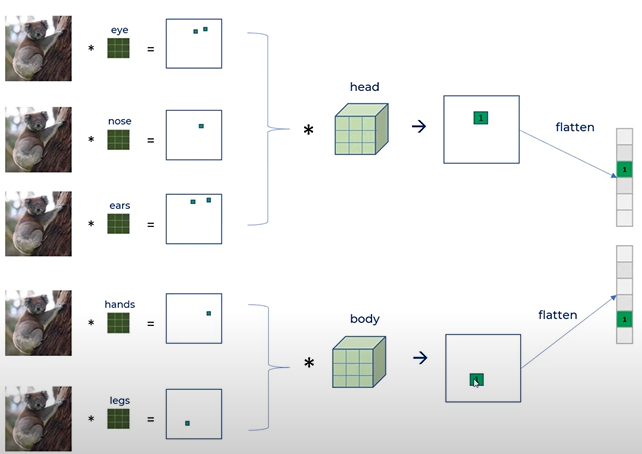 eye
* =
nose
* =
head
* → 1
flatten
1
ears
* =
hands
* =
body
* →
flatten
1
legs
* =